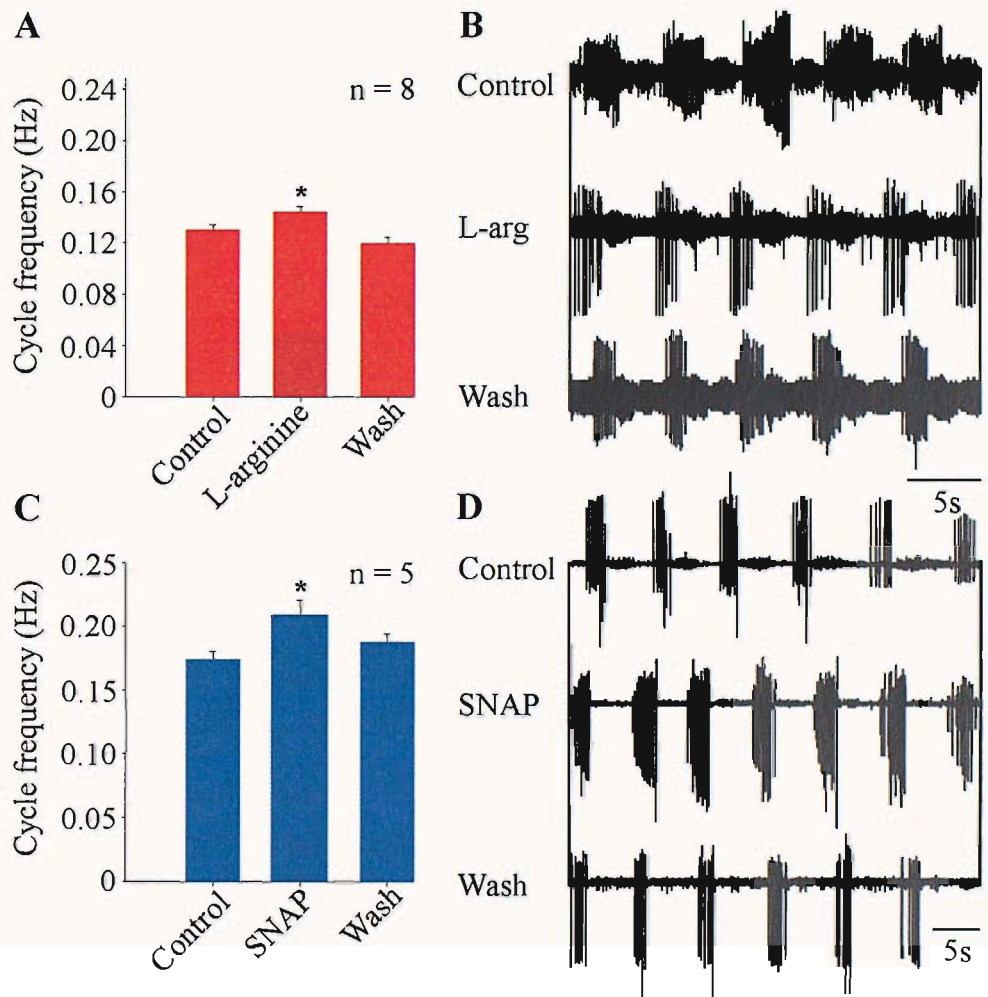 A
n = 8
Cycle frequency (Hz)
0.24
0.20
0.16
0.12
0.08
0.04
0
*
Control
L-arginine
Wash
B
Control
L-arg
Wash
5s
C
n = 5
Cycle frequency (Hz)
0.25
0.20
0.15
0.10
0.05
0
*
Control
SNAP
Wash
D
Control
SNAP
Wash
5s